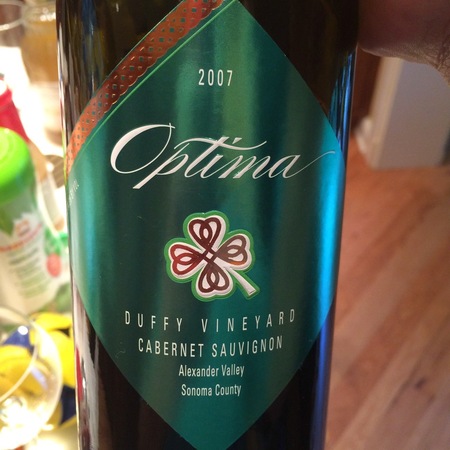 2007
Optima
DUFFY VINEYARD
CABERNET SAUVIGNON
Alexander Valley
Sonoma County